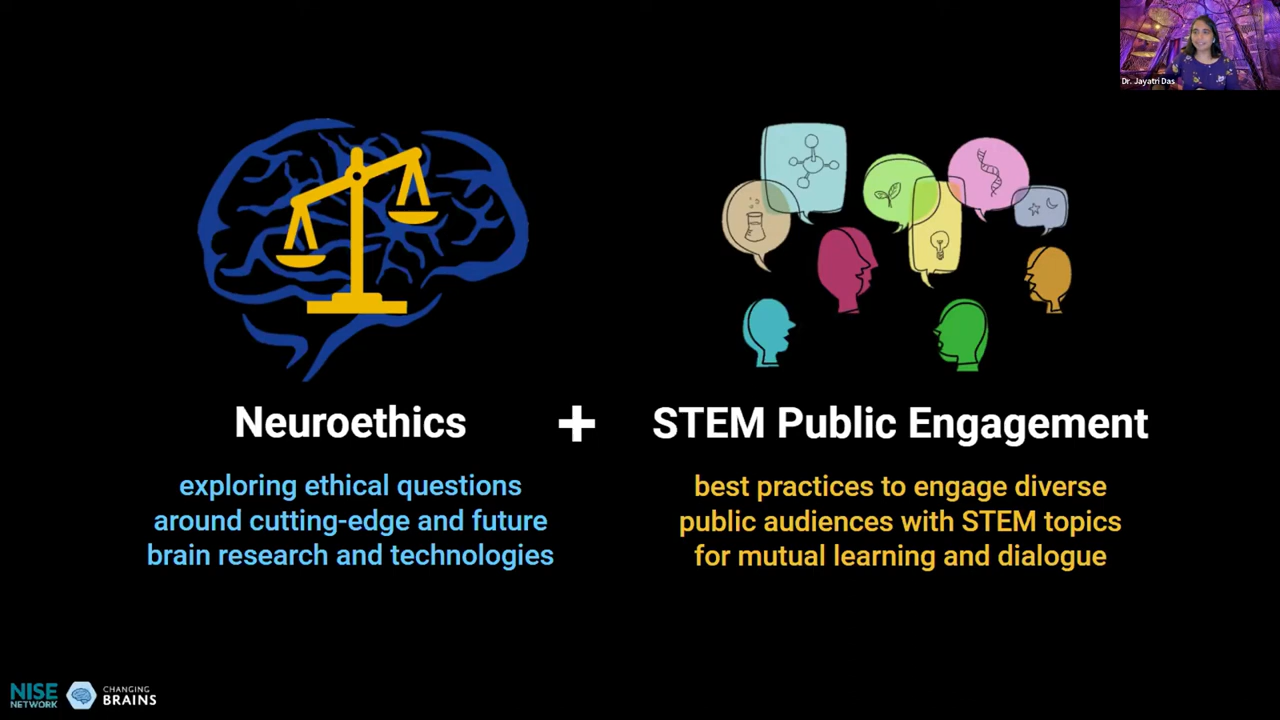 Dr. Jayatri Das
Neuroethics + STEM Public Engagement
exploring ethical questions
around cutting-edge and future
brain research and technologies
best practices to engage diverse
public audiences with STEM topics
for mutual learning and dialogue
NISE
NETWORK
CHANGING
BRAINS